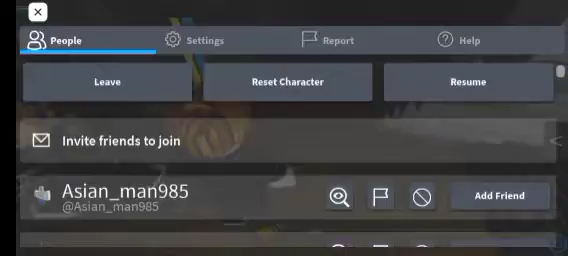 People
Settings
Report
Help
Leave
Reset Character
Resume
Invite friends to join
Asian_man985
@Asian_man985
Add Friend